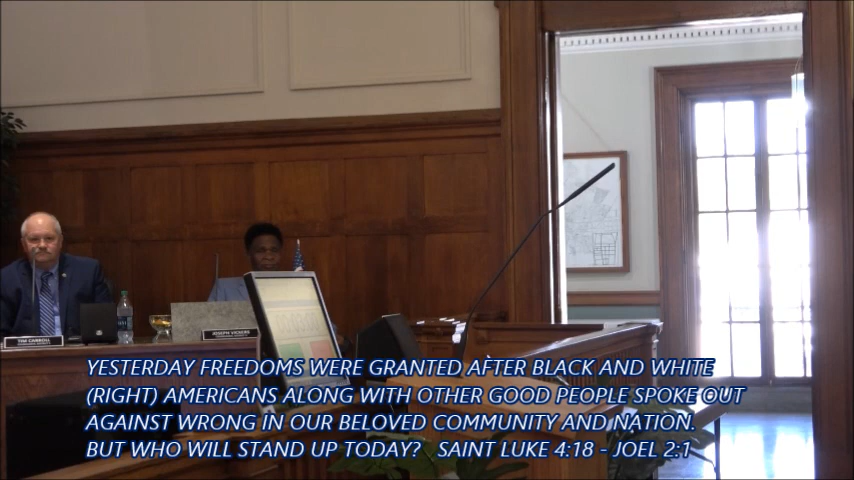 TIM CARROLL
JOSEPH VICKERS
YESTERDAY FREEDOMS WERE GRANTED AFTER BLACK AND WHITE
(RIGHT) AMERICANS ALONG WITH OTHER GOOD PEOPLE SPOKE OUT
AGAINST WRONG IN OUR BELOVED COMMUNITY AND NATION.
BUT WHO WILL STAND UP TODAY? SAINT LUKE 4:18 - JOEL 2:1